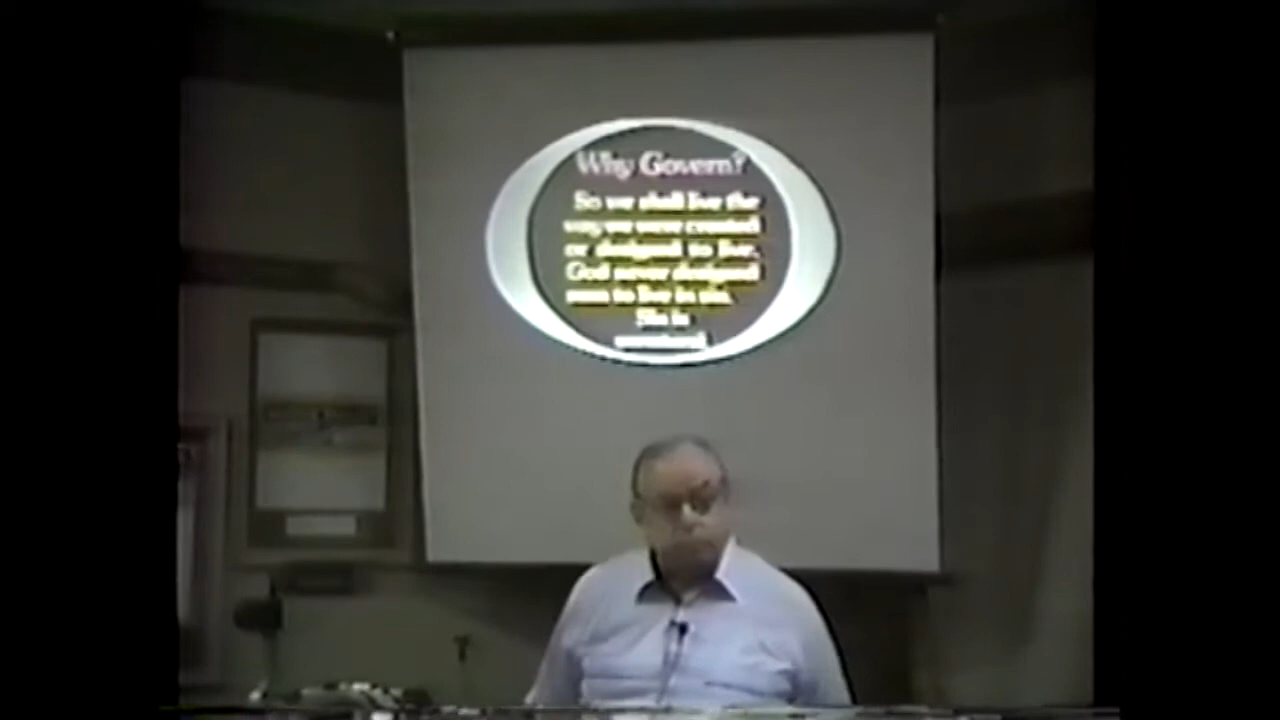 Why Govern?
So we shall live the
way we were created
or designed to live.
God never designed
man to live in sin.
Sin is